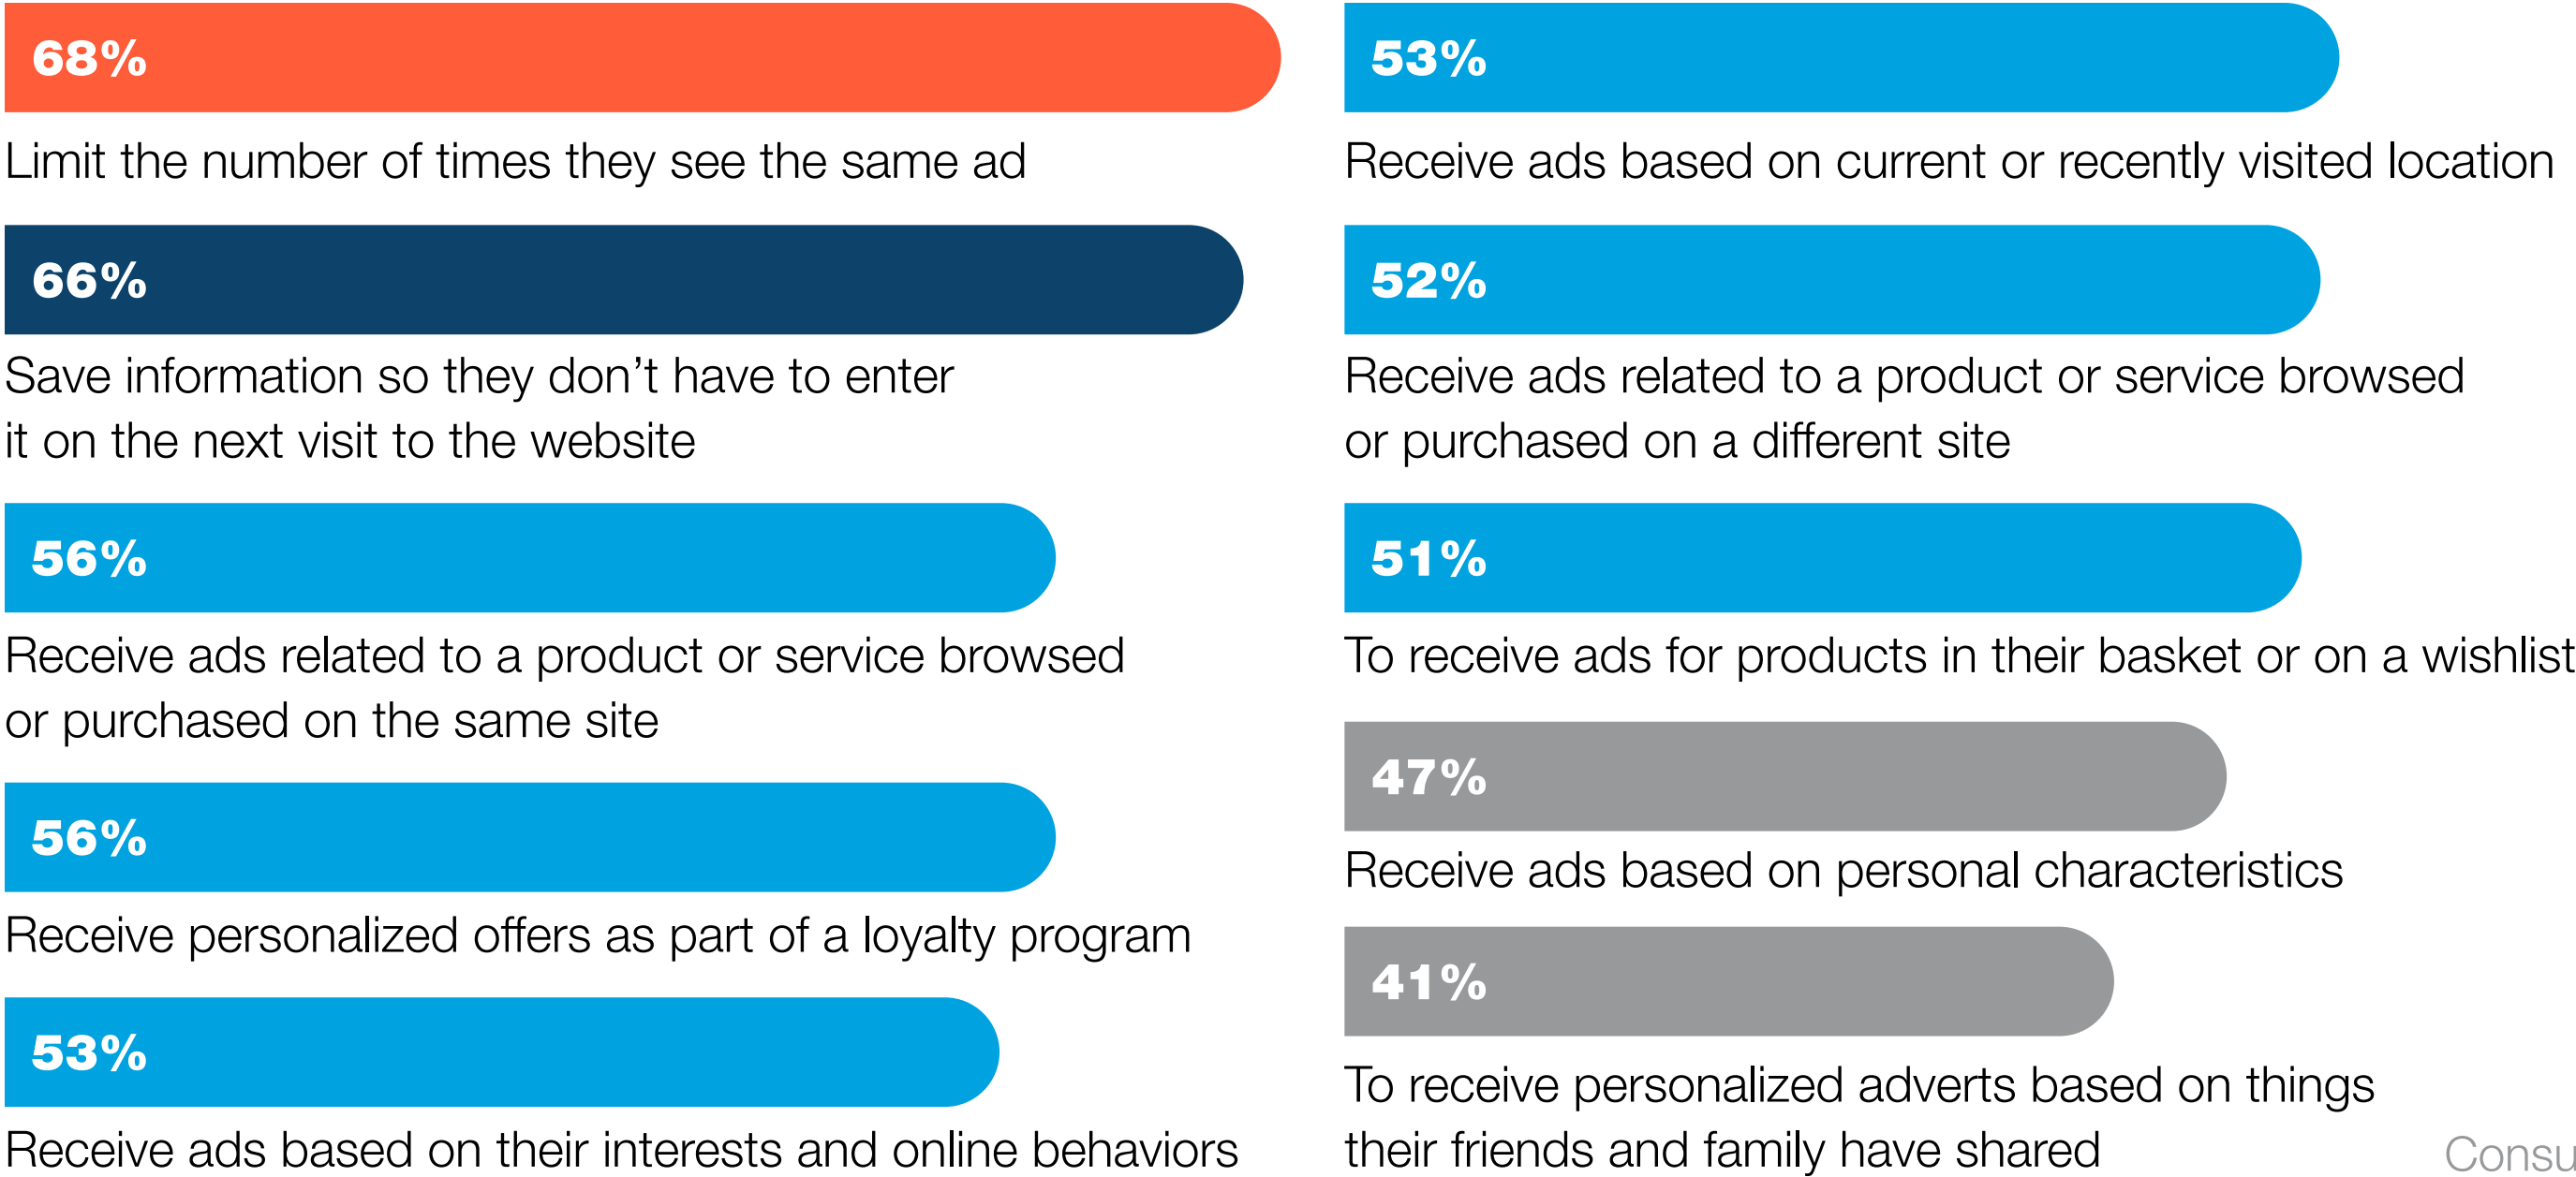 68%
Limit the number of times they see the same ad
66%
Save information so they don’t have to enter
it on the next visit to the website
56%
Receive ads related to a product or service browsed
or purchased on the same site
56%
Receive personalized offers as part of a loyalty program
53%
Receive ads based on their interests and online behaviors
53%
Receive ads based on current or recently visited location
52%
Receive ads related to a product or service browsed
or purchased on a different site
51%
To receive ads for products in their basket or on a wishlist
47%
Receive ads based on personal characteristics
41%
To receive personalized adverts based on things
their friends and family have shared